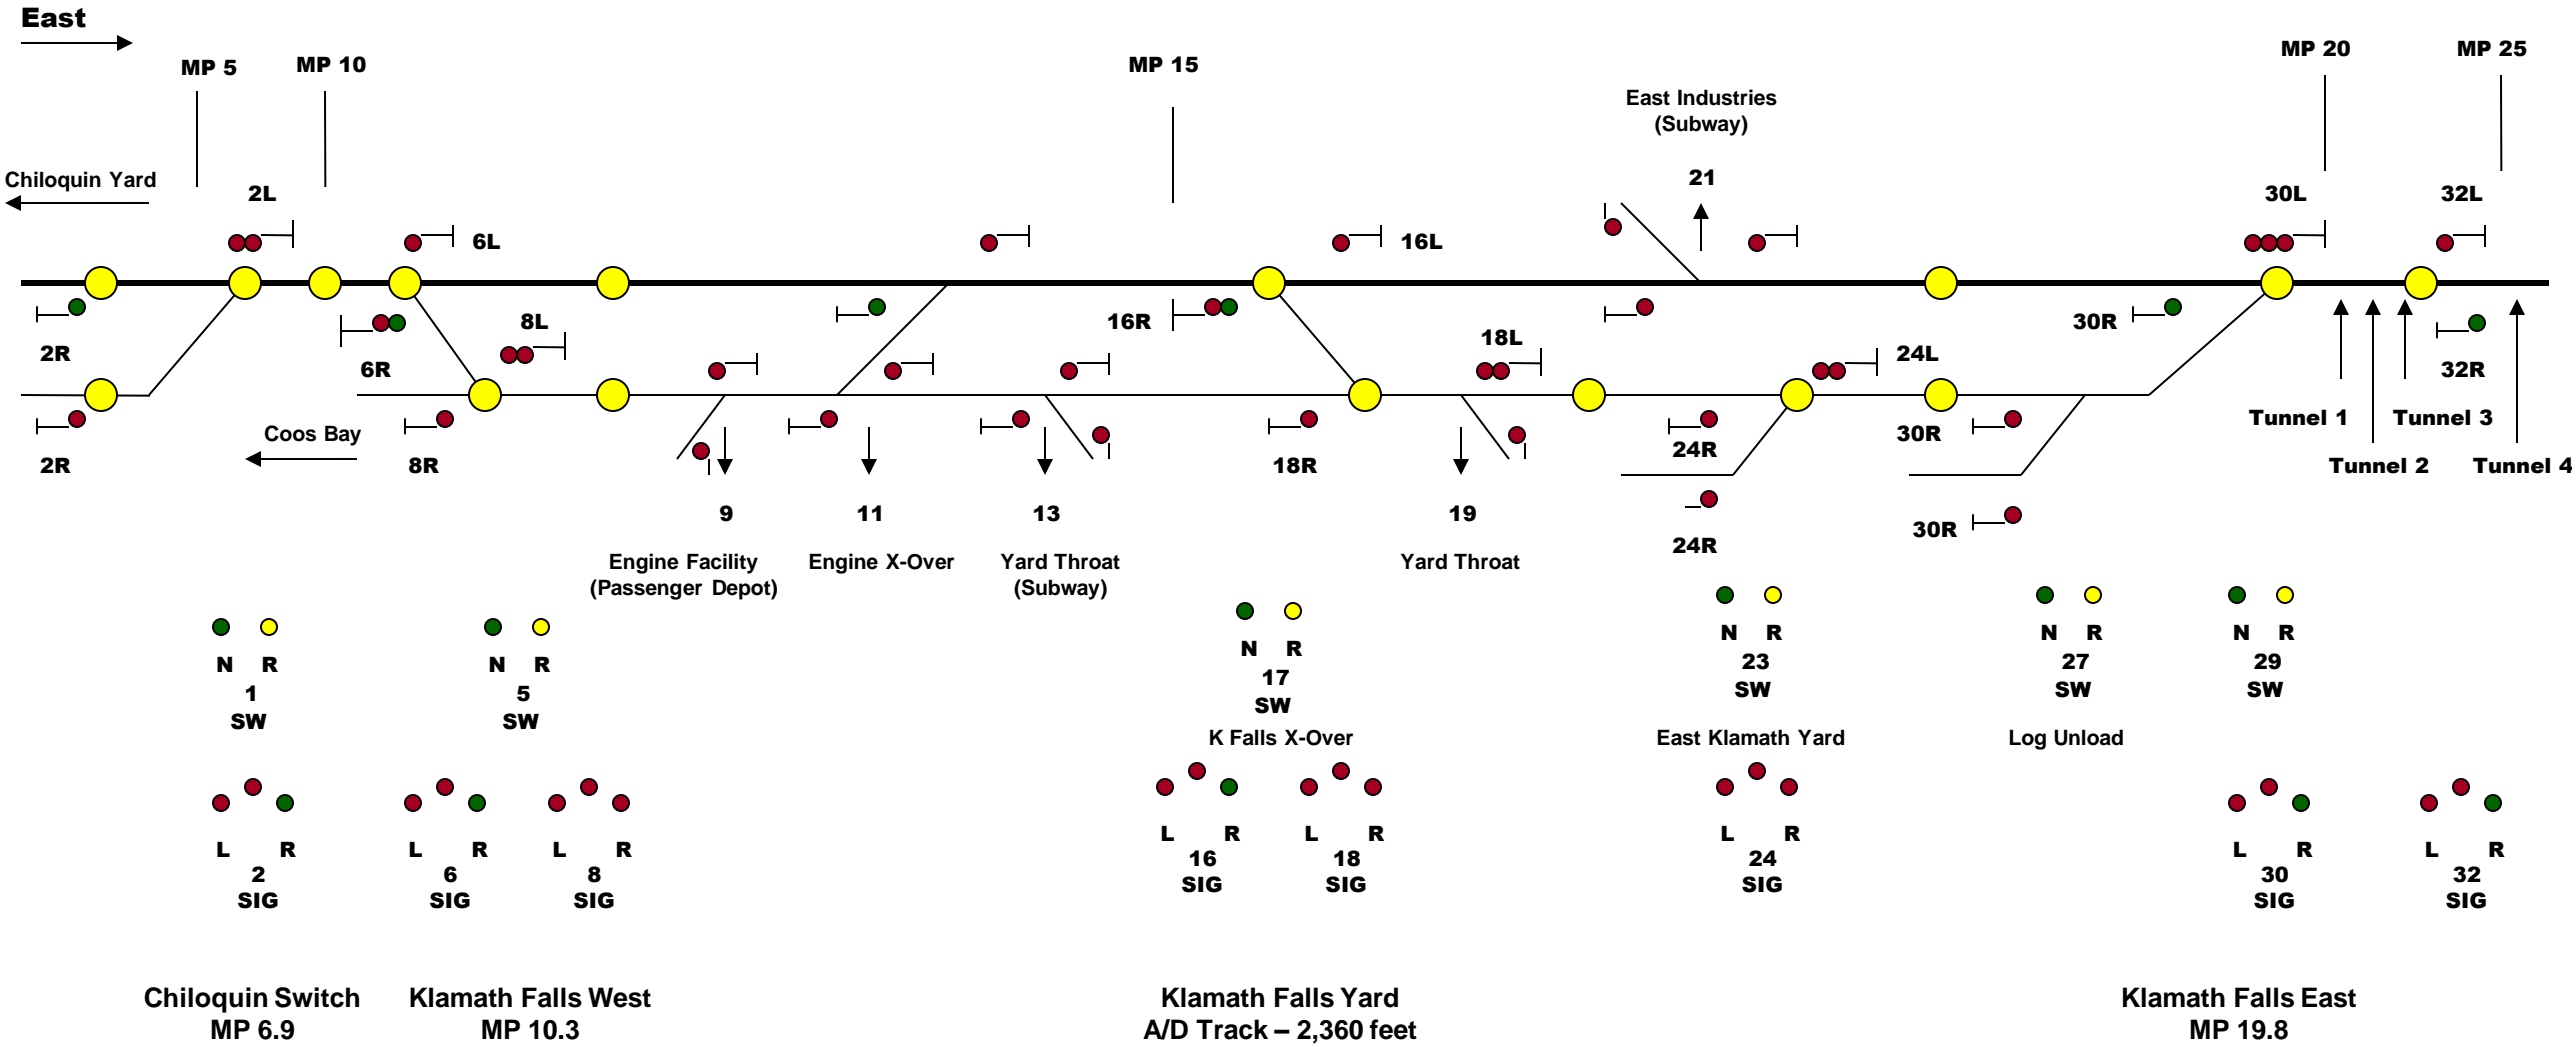 East
MP 5
MP 10
MP 15
MP 20
MP 25
East Industries
(Subway)
21
Chiloquin Yard
2L
6L
16L
30L
32L
2R
6R
8L
16R
18L
30R
24L
32R
Coos Bay
2R
8R
18R
24R
30R
Tunnel 1
Tunnel 3
Tunnel 2
Tunnel 4
9
11
13
19
24R
30R
Engine Facility
(Passenger Depot)
Engine X-Over
Yard Throat
(Subway)
Yard Throat
N R
1
SW
N R
5
SW
N R
17
SW
K Falls X-Over
N R
23
SW
East Klamath Yard
N R
27
SW
Log Unload
N R
29
SW
L R
2
SIG
L R
6
SIG
L R
8
SIG
L R
16
SIG
L R
18
SIG
L R
24
SIG
L R
30
SIG
L R
32
SIG
Chiloquin Switch
MP 6.9
Klamath Falls West
MP 10.3
Klamath Falls Yard
A/D Track – 2,360 feet
Klamath Falls East
MP 19.8